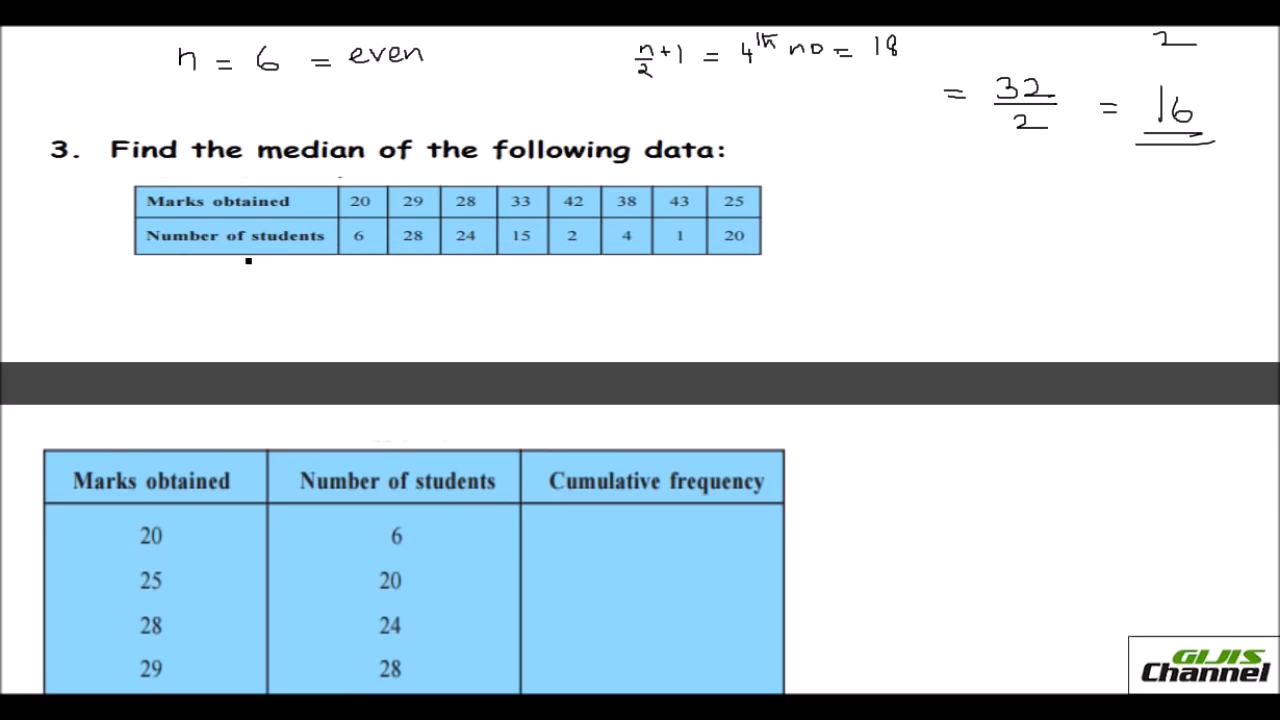 2
n = 6 = even
n/2 + 1 = 4th no = 18
= 32/2 = 16
3. Find the median of the following data:
Marks obtained 20 29 28 33 42 38 43 25
Number of students 6 28 24 15 2 4 1 20
Marks obtained Number of students Cumulative frequency
20 6
25 20
28 24
29 28
GIJIS
Channel